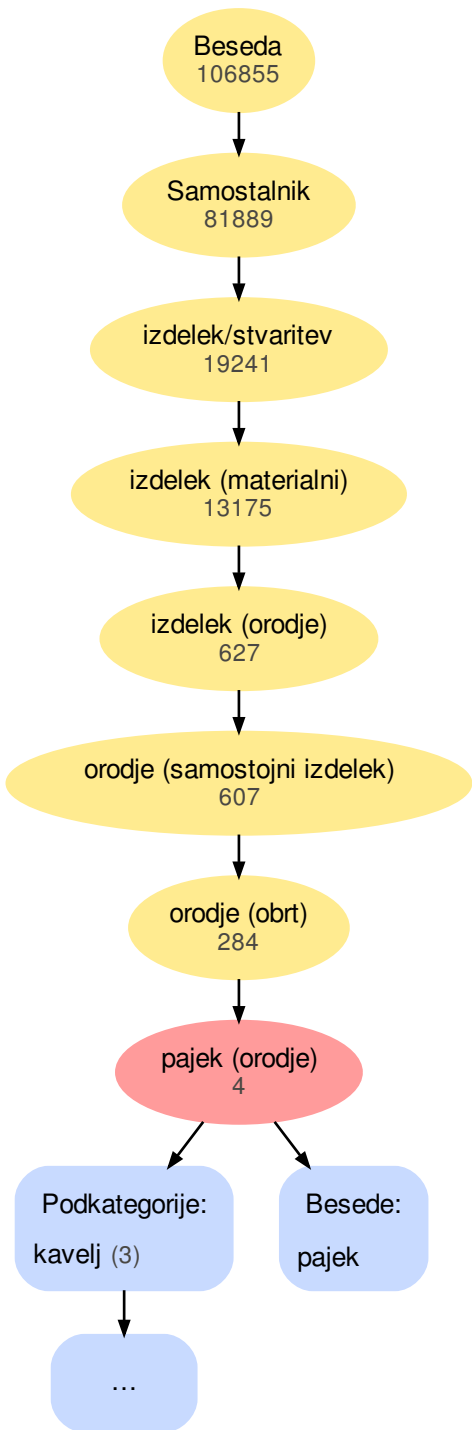 Beseda
106855
Samostalnik
81889
izdelek/stvaritev
19241
izdelek (materialni)
13175
izdelek (orodje)
627
orodje (samostojni izdelek)
607
orodje (obrt)
284
pajek (orodje)
4
Podkategorije:
kavelj (3)
Besede:
pajek
...